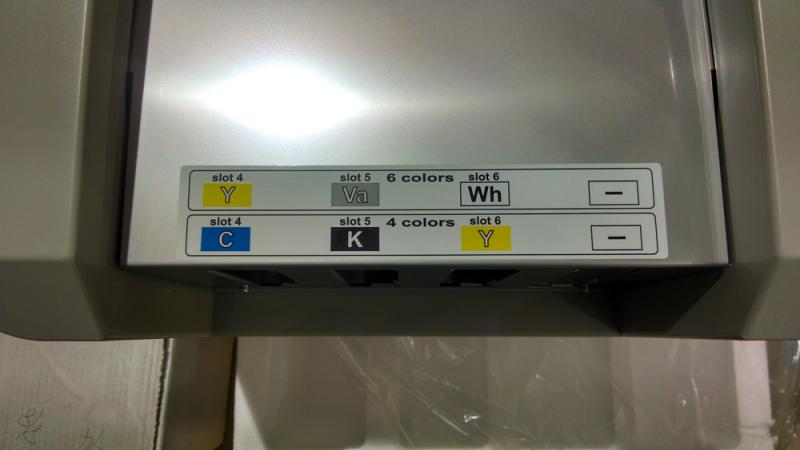 slot 4 slot 5 6 colors slot 6
Y Va Wh –
slot 4 slot 5 4 colors slot 6
C K Y –